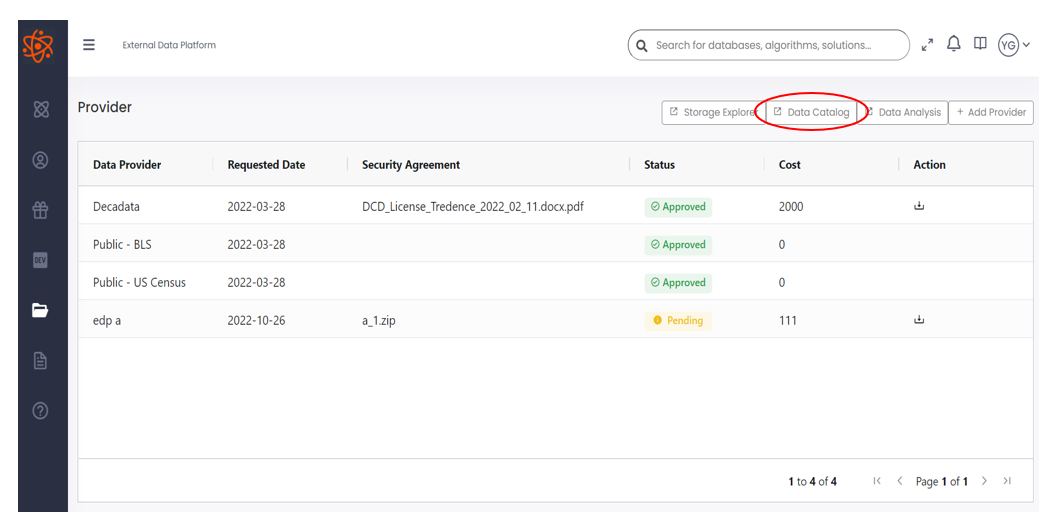 External Data Platform
Search for databases, algorithms, solutions...
YG
Provider
Storage Explorer
Data Catalog
Data Analysis
+ Add Provider
Data Provider Requested Date Security Agreement Status Cost Action
Decadata 2022-03-28 DCD_License_Tredence_2022_02_11.docx.pdf Approved 2000
Public - BLS 2022-03-28 Approved 0
Public - US Census 2022-03-28 Approved 0
DEV
edp a 2022-10-26 a_1.zip Pending 111
1 to 4 of 4 Page 1 of 1